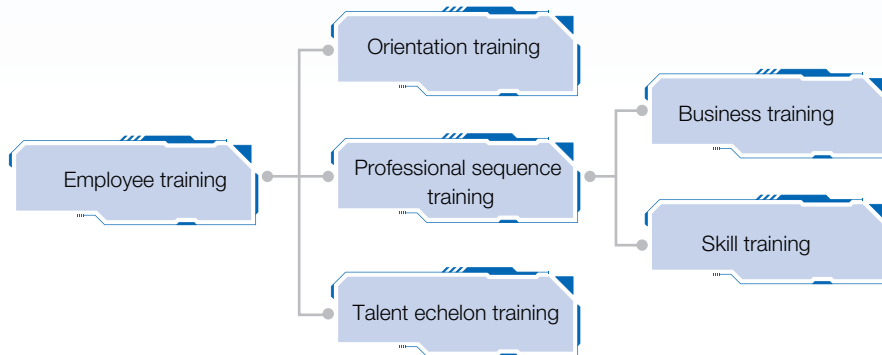 Employee training
Orientation training
Professional sequence
training
Talent echelon training
Business training
Skill training